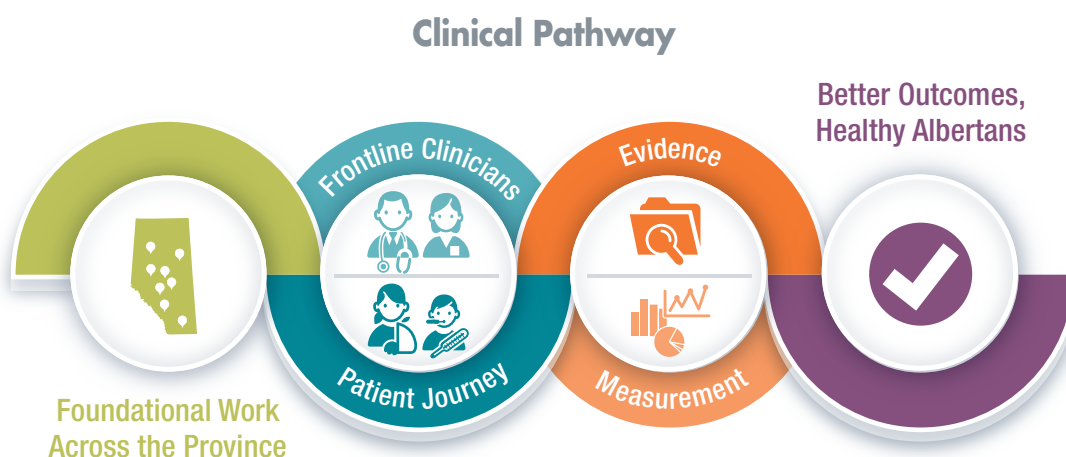 Clinical Pathway
Foundational Work
Across the Province
Frontline Clinicians
Patient Journey
Evidence
Measurement
Better Outcomes,
Healthy Albertans